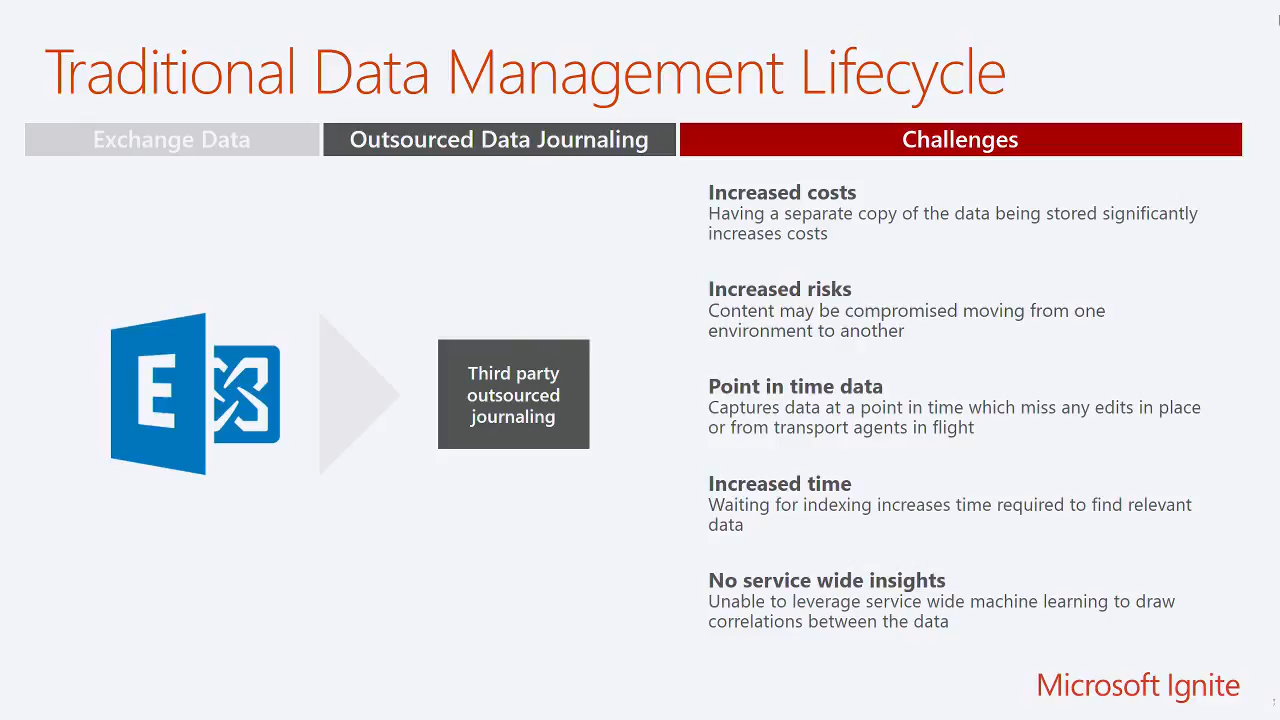 Traditional Data Management Lifecycle
Exchange Data
Outsourced Data Journaling
Challenges
E
Third party
outsourced
journaling
Increased costs
Having a separate copy of the data being stored significantly
increases costs
Increased risks
Content may be compromised moving from one
environment to another
Point in time data
Captures data at a point in time which miss any edits in place
or from transport agents in flight
Increased time
Waiting for indexing increases time required to find relevant
data
No service wide insights
Unable to leverage service wide machine learning to draw
correlations between the data
Microsoft Ignite